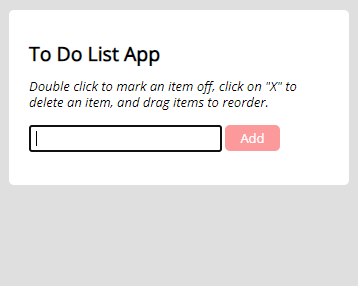 To Do List App
Double click to mark an item off, click on "X" to
delete an item, and drag items to reorder.
Add